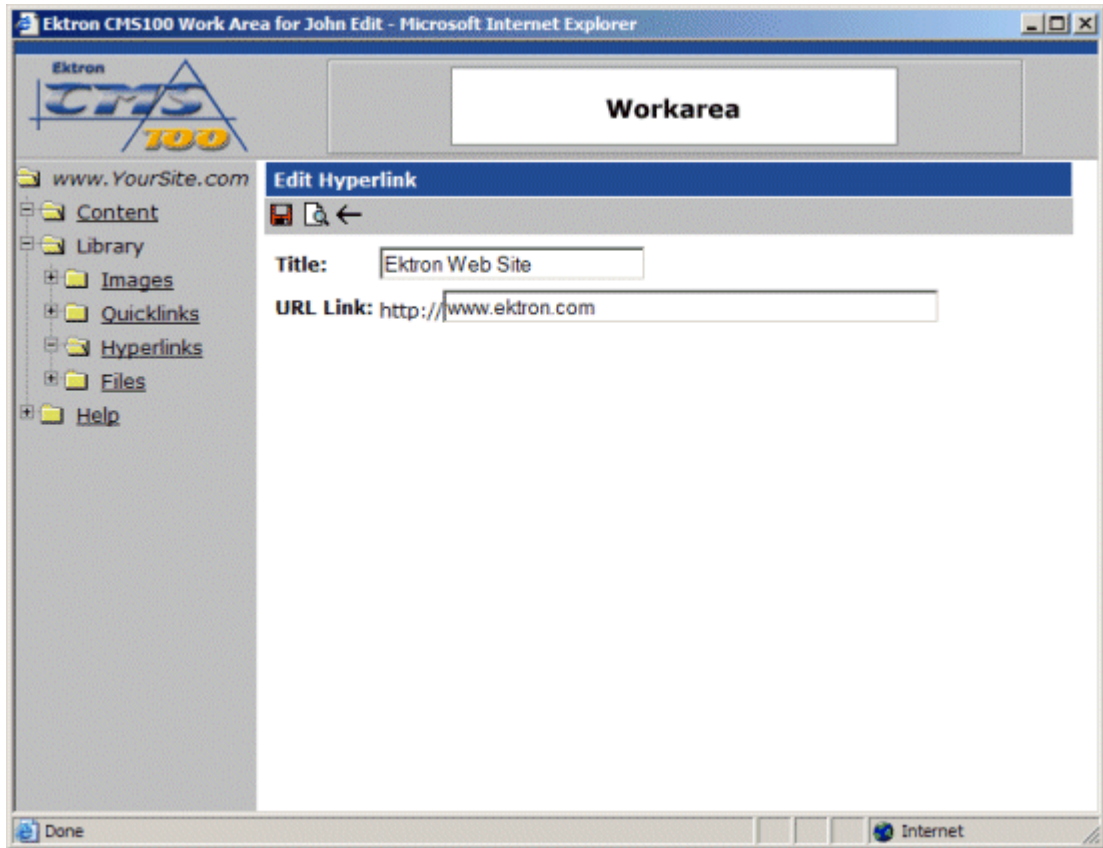 Ektron CMS100 Work Area for John Edit - Microsoft Internet Explorer
Ektron
CMS
100
Workarea
www.YourSite.com
Content
Library
Images
Quicklinks
Hyperlinks
Files
Help
Edit Hyperlink
Title: Ektron Web Site
URL Link: http://www.ektron.com
Done
Internet